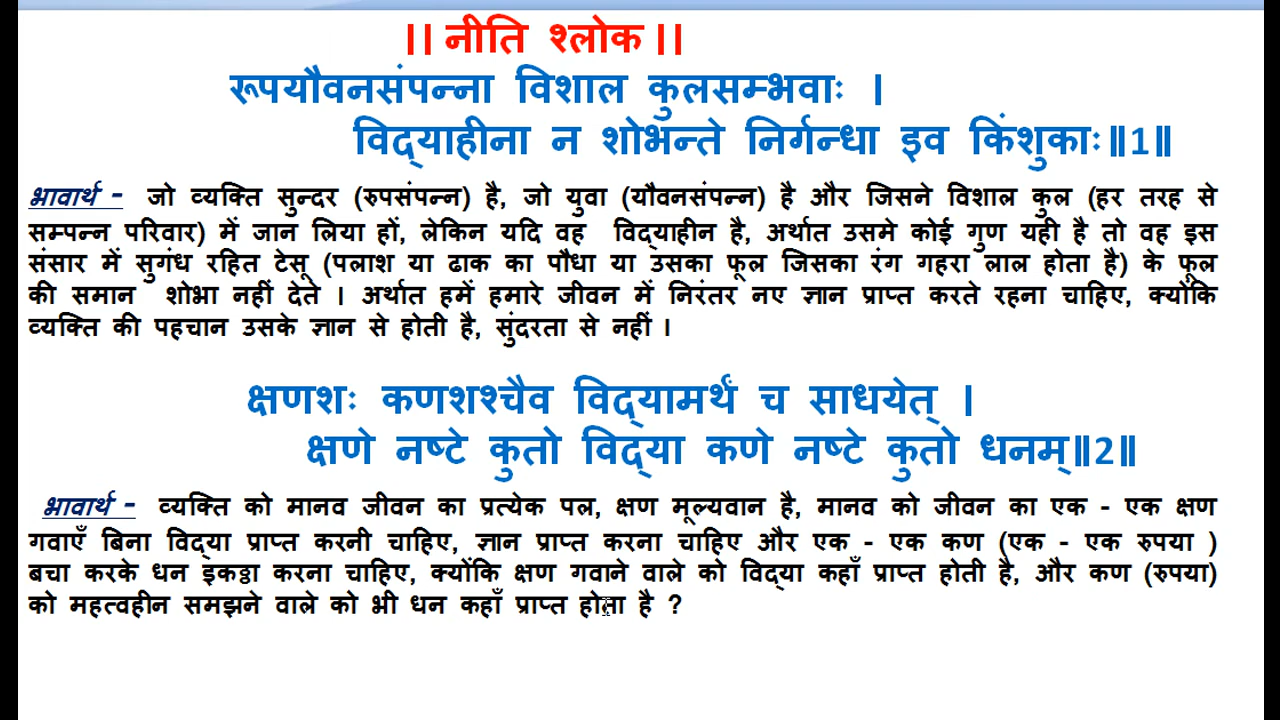 ।। नीति श्लोक ।।
रूपयौवनसंपन्ना विशाल कुलसम्भवाः ।
विद्याहीना न शोभन्ते निर्गन्धा इव किंशुकाः॥1॥
भावार्थ - जो व्यक्ति सुन्दर (रुपसंपन्न) है, जो युवा (यौवनसंपन्न) है और जिसने विशाल कुल (हर तरह से
सम्पन्न परिवार) में जान लिया हों, लेकिन यदि वह विद्याहीन है, अर्थात उसमे कोई गुण यही है तो वह इस
संसार में सुगंध रहित टेसू (पलाश या ढाक का पौधा या उसका फूल जिसका रंग गहरा लाल होता है) के फूल
की समान शोभा नहीं देते । अर्थात हमें हमारे जीवन में निरंतर नए ज्ञान प्राप्त करते रहना चाहिए, क्योंकि
व्यक्ति की पहचान उसके ज्ञान से होती है, सुंदरता से नहीं ।
क्षणशः कणशश्चैव विद्यामर्थं च साधयेत् ।
क्षणे नष्टे कुतो विद्या कणे नष्टे कुतो धनम्॥2॥
भावार्थ - व्यक्ति को मानव जीवन का प्रत्येक पल, क्षण मूल्यवान है, मानव को जीवन का एक - एक क्षण
गवाएँ बिना विद्या प्राप्त करनी चाहिए, ज्ञान प्राप्त करना चाहिए और एक - एक कण (एक - एक रुपया )
बचा करके धन इकठ्ठा करना चाहिए, क्योंकि क्षण गवाने वाले को विद्या कहाँ प्राप्त होती है, और कण (रुपया)
को महत्वहीन समझने वाले को भी धन कहाँ प्राप्त होता है ?